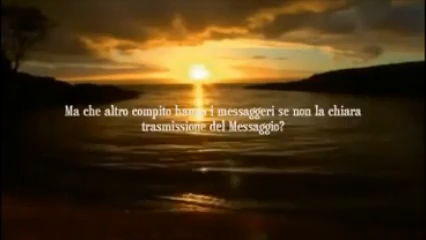 Ma che altro compito hanno i messaggeri se non la chiara
trasmissione del Messaggio?